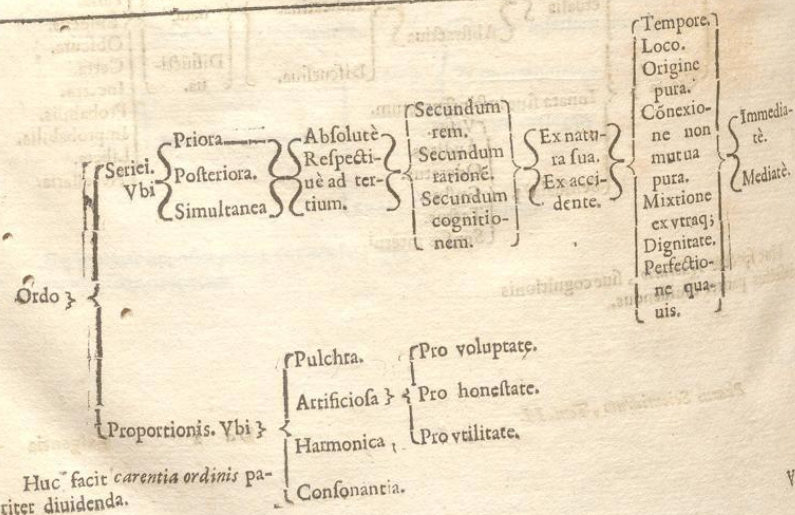 Tempore.
Loco.
Origine
pura.
Cõnexio-
ne non
mutua
pura.
Mixtione
ex vtraq;
Dignitate.
Perfectio-
ne qua-
uis.
Immedia-
tè.
Mediatè.
Secundum
rem.
Secundum
rationẽ.
Secundum
cognitio-
nem.
Ex natu-
ra sua.
Ex acci-
dente.
Absolutè
Respecti-
uè ad ter-
tium.
Priora
Posteriora.
Simultanea
Seriei.
Vbi
Ordo
Proportionis. Vbi
Pulchra.
Artificiosa
Harmonica,
Consonantia.
Pro voluptate.
Pro honestate.
Pro vtilitate.
Huc facit carentia ordinis pa-
riter diuidenda.